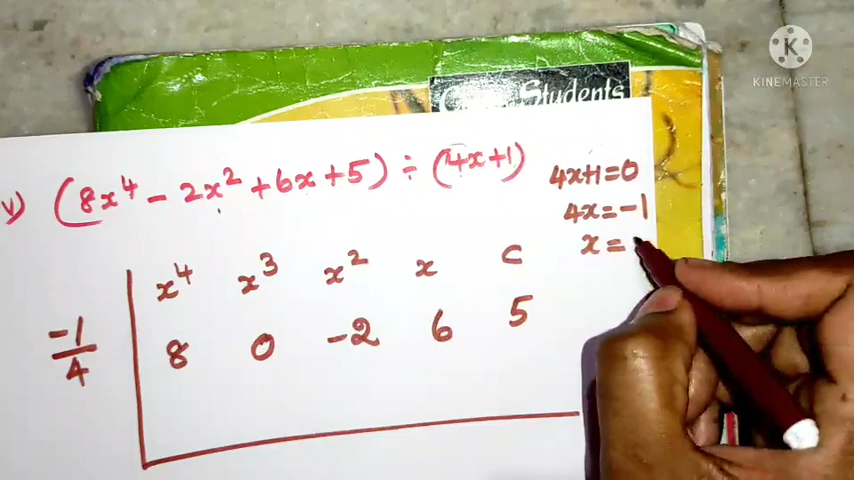 K
KINEMASTER
Students
v) (8x⁴ - 2x² + 6x + 5) ÷ (4x+1)
4x+1=0
4x=-1
x=
x⁴ x³ x² x c
-1/4 | 8 0 -2 6 5